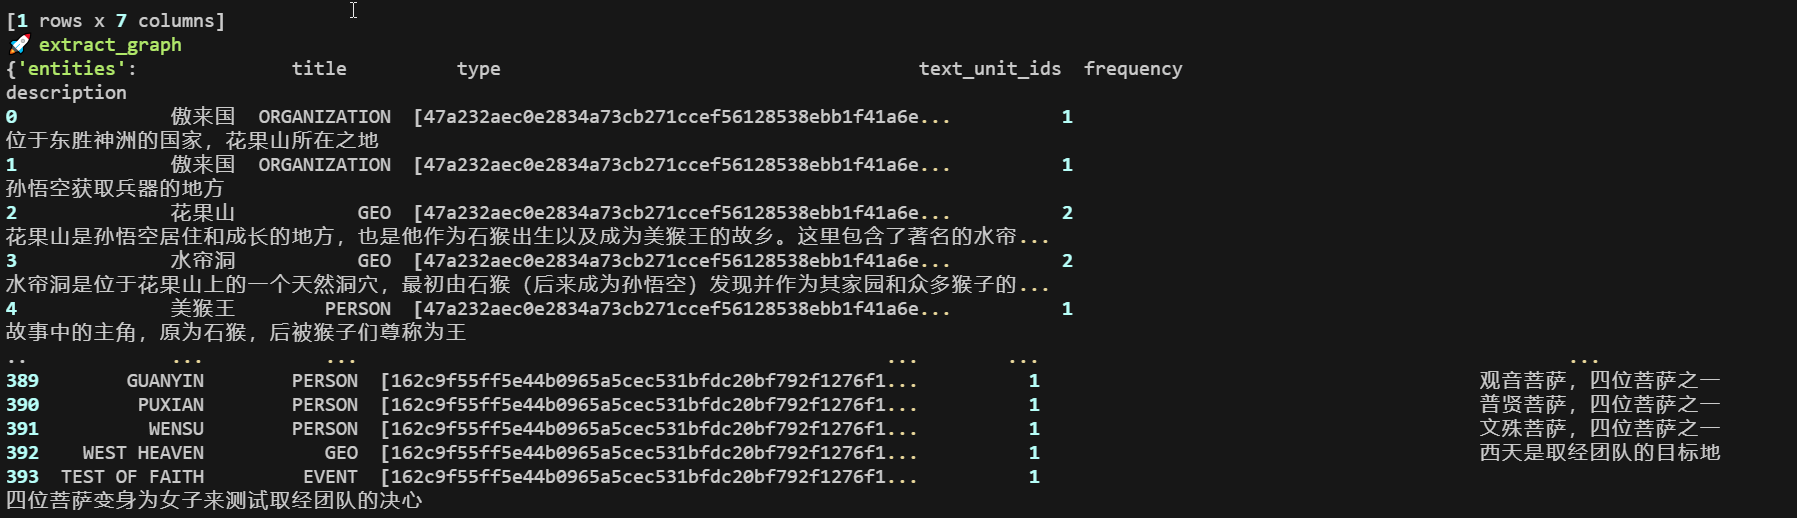 [1 rows x 7 columns]
🚀 extract_graph
{'entities': title type text_unit_ids frequency
description
0 傲来国 ORGANIZATION [47a232aec0e2834a73cb271ccef56128538ebb1f41a6e... 1
位于东胜神洲的国家，花果山所在之地
1 傲来国 ORGANIZATION [47a232aec0e2834a73cb271ccef56128538ebb1f41a6e... 1
孙悟空获取兵器的地方
2 花果山 GEO [47a232aec0e2834a73cb271ccef56128538ebb1f41a6e... 2
花果山是孙悟空居住和成长的地方，也是他作为石猴出生以及成为美猴王的故乡。这里包含了著名的水帘...
3 水帘洞 GEO [47a232aec0e2834a73cb271ccef56128538ebb1f41a6e... 2
水帘洞是位于花果山上的一个天然洞穴，最初由石猴（后来成为孙悟空）发现并作为其家园和众多猴子的...
4 美猴王 PERSON [47a232aec0e2834a73cb271ccef56128538ebb1f41a6e... 1
故事中的主角，原为石猴，后被猴子们尊称为王
.. ... ... ... ... ...
389 GUANYIN PERSON [162c9f55ff5e44b0965a5cec531bfdc20bf792f1276f1... 1 观音菩萨，四位菩萨之一
390 PUXIAN PERSON [162c9f55ff5e44b0965a5cec531bfdc20bf792f1276f1... 1 普贤菩萨，四位菩萨之一
391 WENSU PERSON [162c9f55ff5e44b0965a5cec531bfdc20bf792f1276f1... 1 文殊菩萨，四位菩萨之一
392 WEST HEAVEN GEO [162c9f55ff5e44b0965a5cec531bfdc20bf792f1276f1... 1 西天是取经团队的目标地
393 TEST OF FAITH EVENT [162c9f55ff5e44b0965a5cec531bfdc20bf792f1276f1... 1
四位菩萨变身为女子来测试取经团队的决心